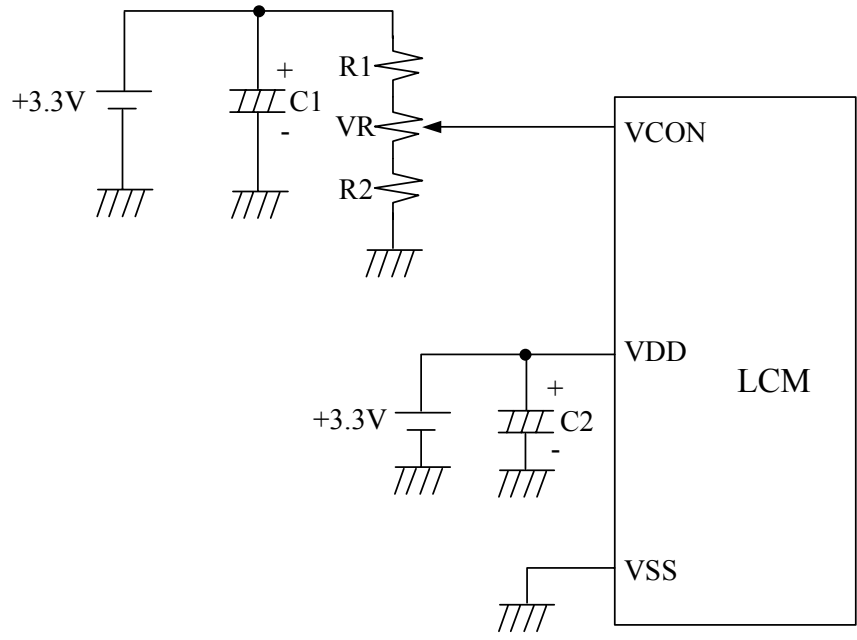 R1
+
+3.3V
C1
VR
VCON
-
R2
VDD
LCM
+
+3.3V
C2
-
VSS